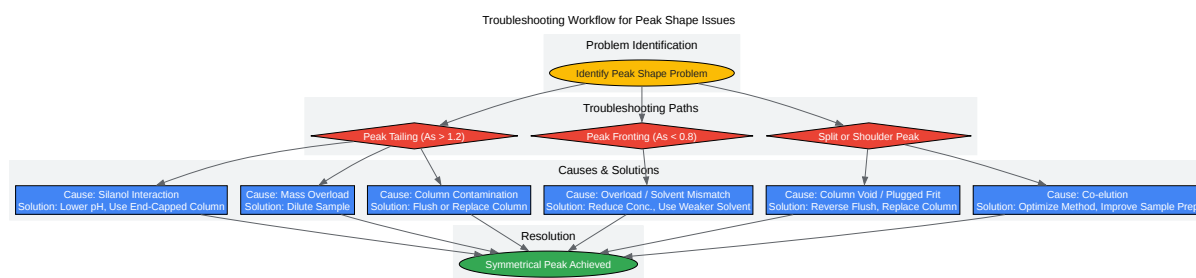 Troubleshooting Workflow for Peak Shape Issues
Problem Identification
Identify Peak Shape Problem
Troubleshooting Paths
Peak Tailing (As > 1.2)
Peak Fronting (As < 0.8)
Split or Shoulder Peak
Causes & Solutions
Cause: Silanol Interaction
Solution: Lower pH, Use End-Capped Column
Cause: Mass Overload
Solution: Dilute Sample
Cause: Column Contamination
Solution: Flush or Replace Column
Cause: Overload / Solvent Mismatch
Solution: Reduce Conc., Use Weaker Solvent
Cause: Column Void / Plugged Frit
Solution: Reverse Flush, Replace Column
Cause: Co-elution
Solution: Optimize Method, Improve Sample Prep
Resolution
Symmetrical Peak Achieved